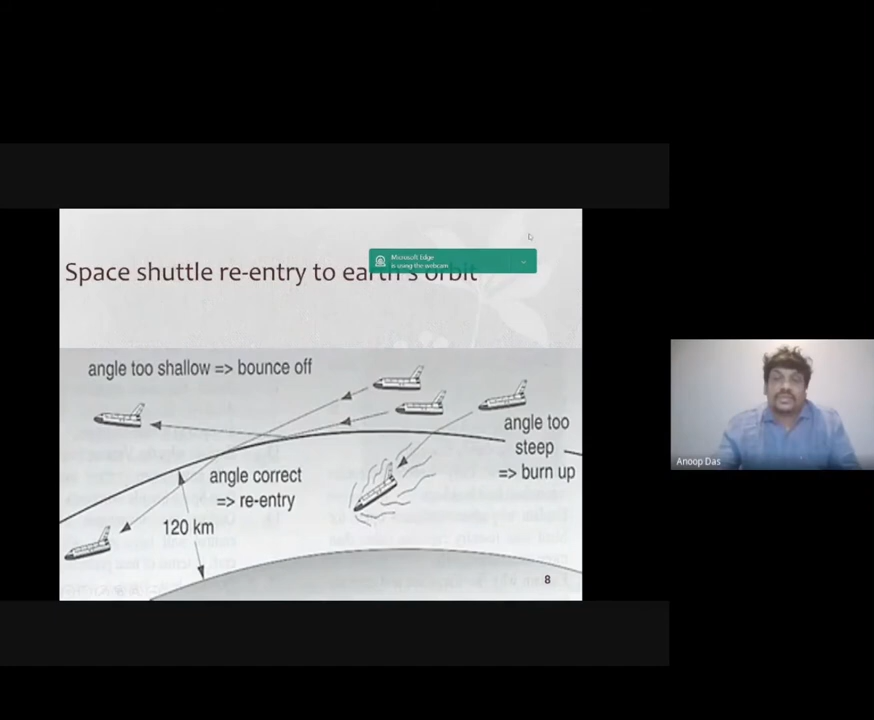 Space shuttle re-entry to earth's orbit
Microsoft Edge
is using the webcam
angle too shallow => bounce off
angle too
steep
=> burn up
angle correct
=> re-entry
120 km
8
Anoop Das